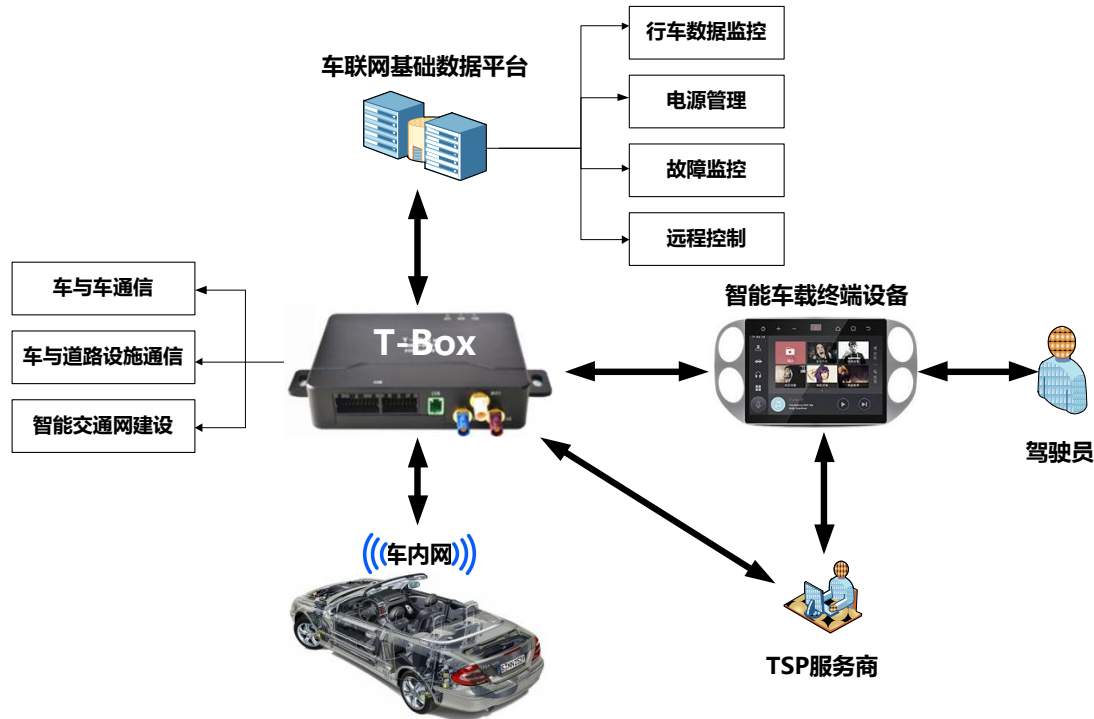 行车数据监控
车联网基础数据平台
电源管理
故障监控
远程控制
车与车通信
智能车载终端设备
T-Box
车与道路设施通信
智能交通网建设
驾驶员
车内网
TSP服务商